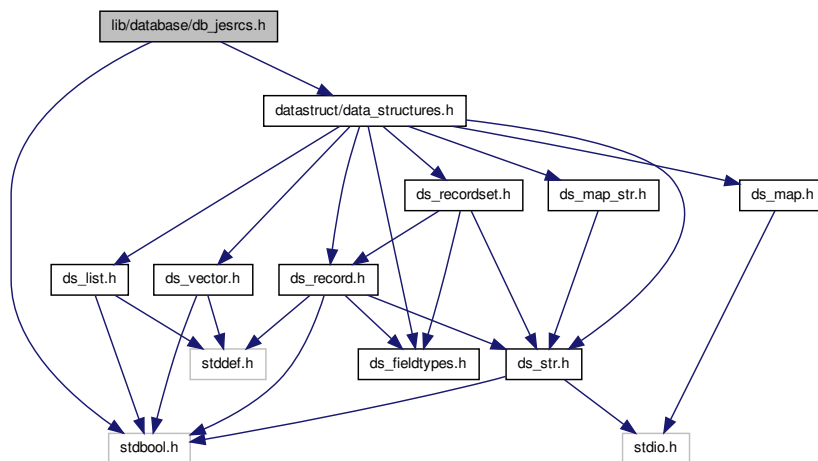 lib/database/db_jesrcs.h
datastruct/data_structures.h
ds_recordset.h
ds_map_str.h
ds_map.h
ds_list.h
ds_vector.h
ds_record.h
stddef.h
ds_fieldtypes.h
ds_str.h
stdbool.h
stdio.h